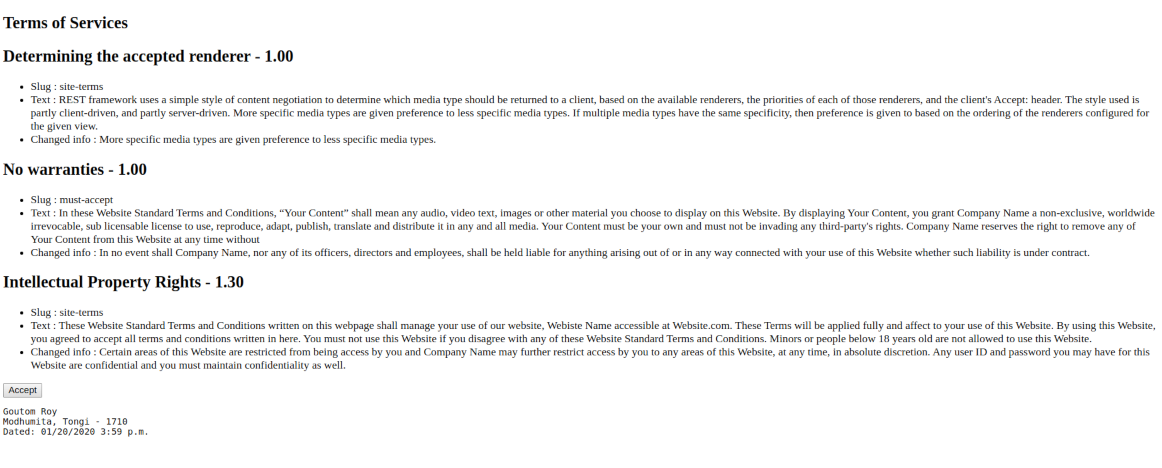 Terms of Services
Determining the accepted renderer - 1.00
• Slug : site-terms
• Text : REST framework uses a simple style of content negotiation to determine which media type should be returned to a client, based on the available renderers, the priorities of each of those renderers, and the client's Accept: header. The style used is
partly client-driven, and partly server-driven. More specific media types are given preference to less specific media types. If multiple media types have the same specificity, then preference is given to based on the ordering of the renderers configured for
the given view.
• Changed info : More specific media types are given preference to less specific media types.
No warranties - 1.00
• Slug : must-accept
• Text : In these Website Standard Terms and Conditions, “Your Content” shall mean any audio, video text, images or other material you choose to display on this Website. By displaying Your Content, you grant Company Name a non-exclusive, worldwide
irrevocable, sub licensable license to use, reproduce, adapt, publish, translate and distribute it in any and all media. Your Content must be your own and must not be invading any third-party's rights. Company Name reserves the right to remove any of
Your Content from this Website at any time without
• Changed info : In no event shall Company Name, nor any of its officers, directors and employees, shall be held liable for anything arising out of or in any way connected with your use of this Website whether such liability is under contract.
Intellectual Property Rights - 1.30
• Slug : site-terms
• Text : These Website Standard Terms and Conditions written on this webpage shall manage your use of our website, Webiste Name accessible at Website.com. These Terms will be applied fully and affect to your use of this Website. By using this Website,
you agreed to accept all terms and conditions written in here. You must not use this Website if you disagree with any of these Website Standard Terms and Conditions. Minors or people below 18 years old are not allowed to use this Website.
• Changed info : Certain areas of this Website are restricted from being access by you and Company Name may further restrict access by you to any areas of this Website, at any time, in absolute discretion. Any user ID and password you may have for this
Website are confidential and you must maintain confidentiality as well.
Accept
Goutom Roy
Modhumita, Tongi - 1710
Dated: 01/20/2020 3:59 p.m.